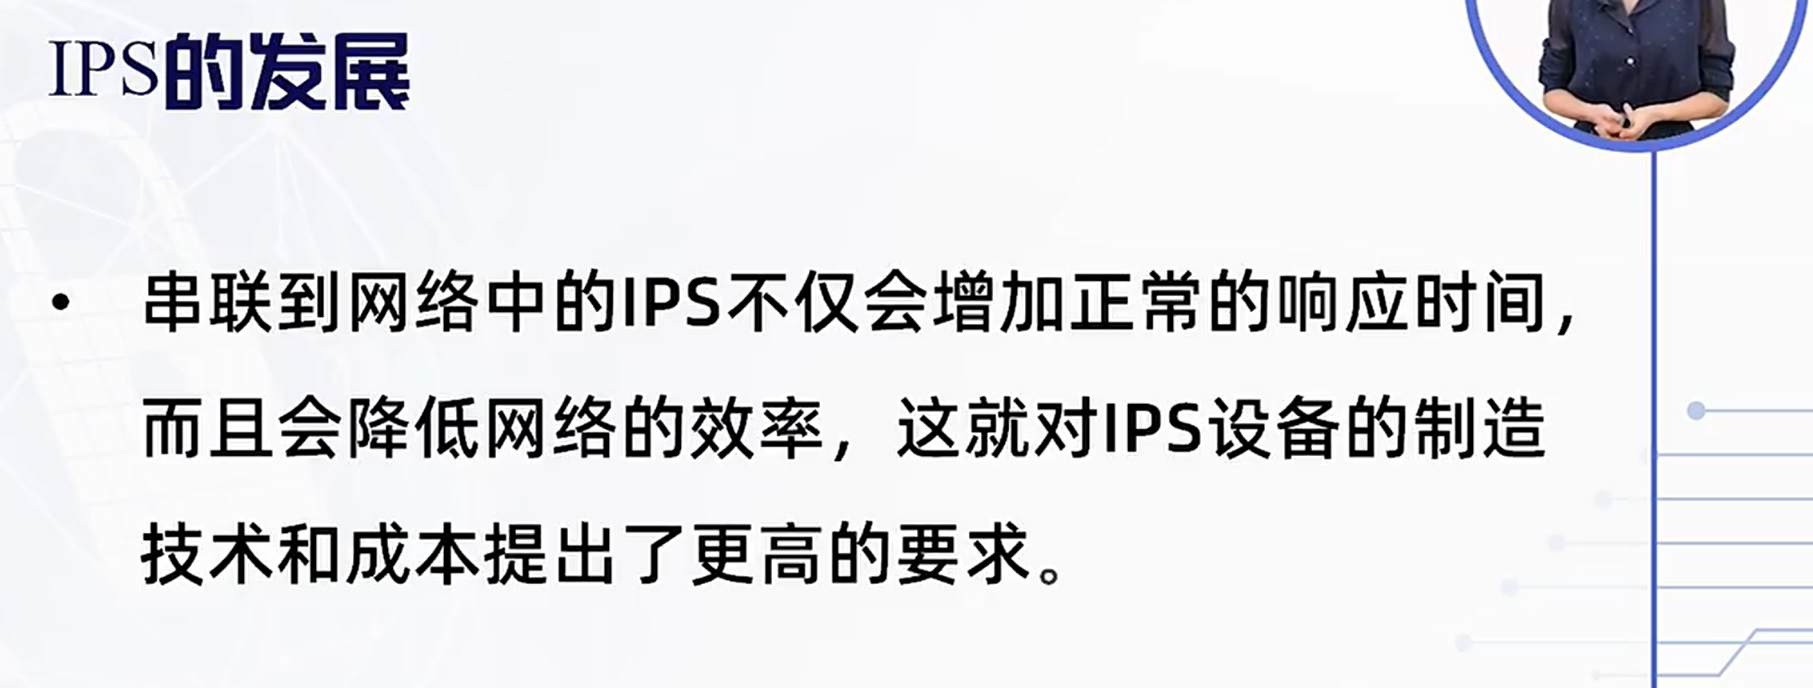 IPS的发展
• 串联到网络中的IPS不仅会增加正常的响应时间，
而且会降低网络的效率，这就对IPS设备的制造
技术和成本提出了更高的要求。